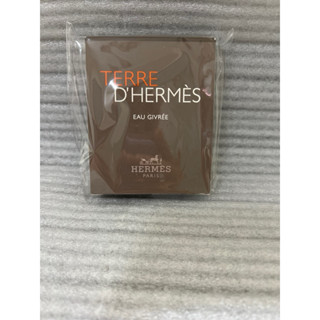 TERRE
D'HERMÈS
EAU GIVRÉE
HERMÈS
PARIS